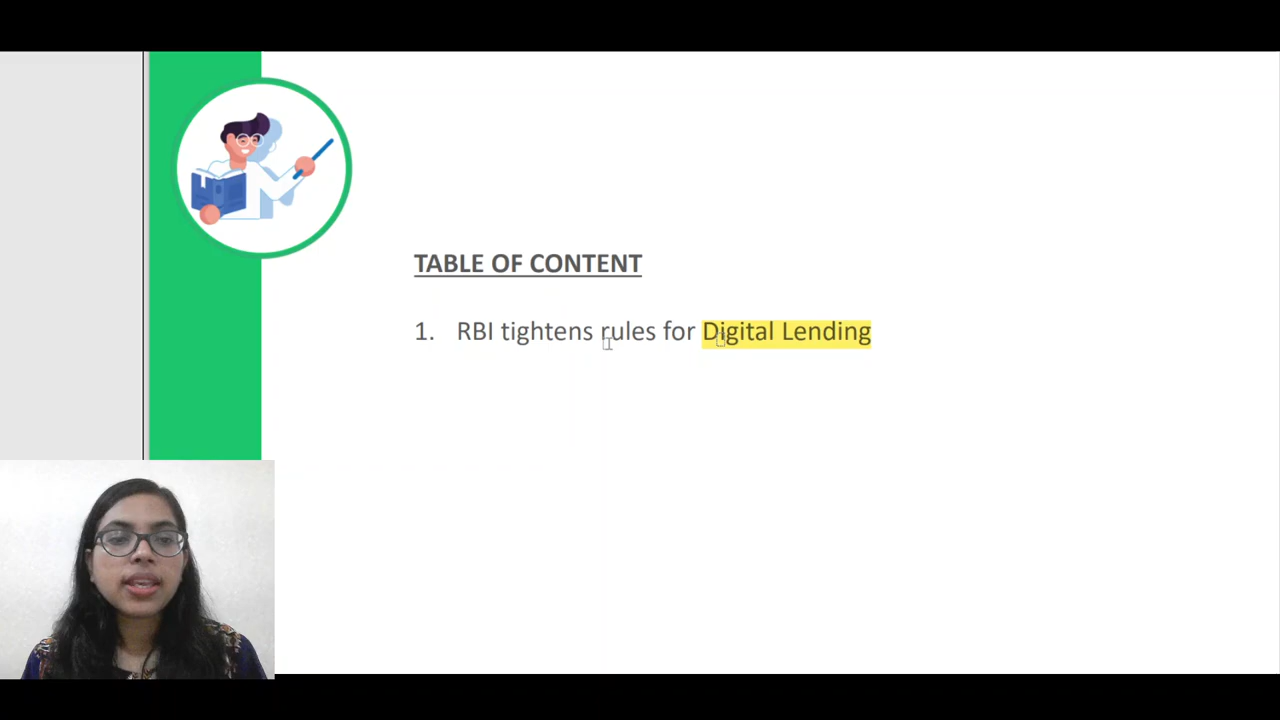 TABLE OF CONTENT
1. RBI tightens rules for Digital Lending